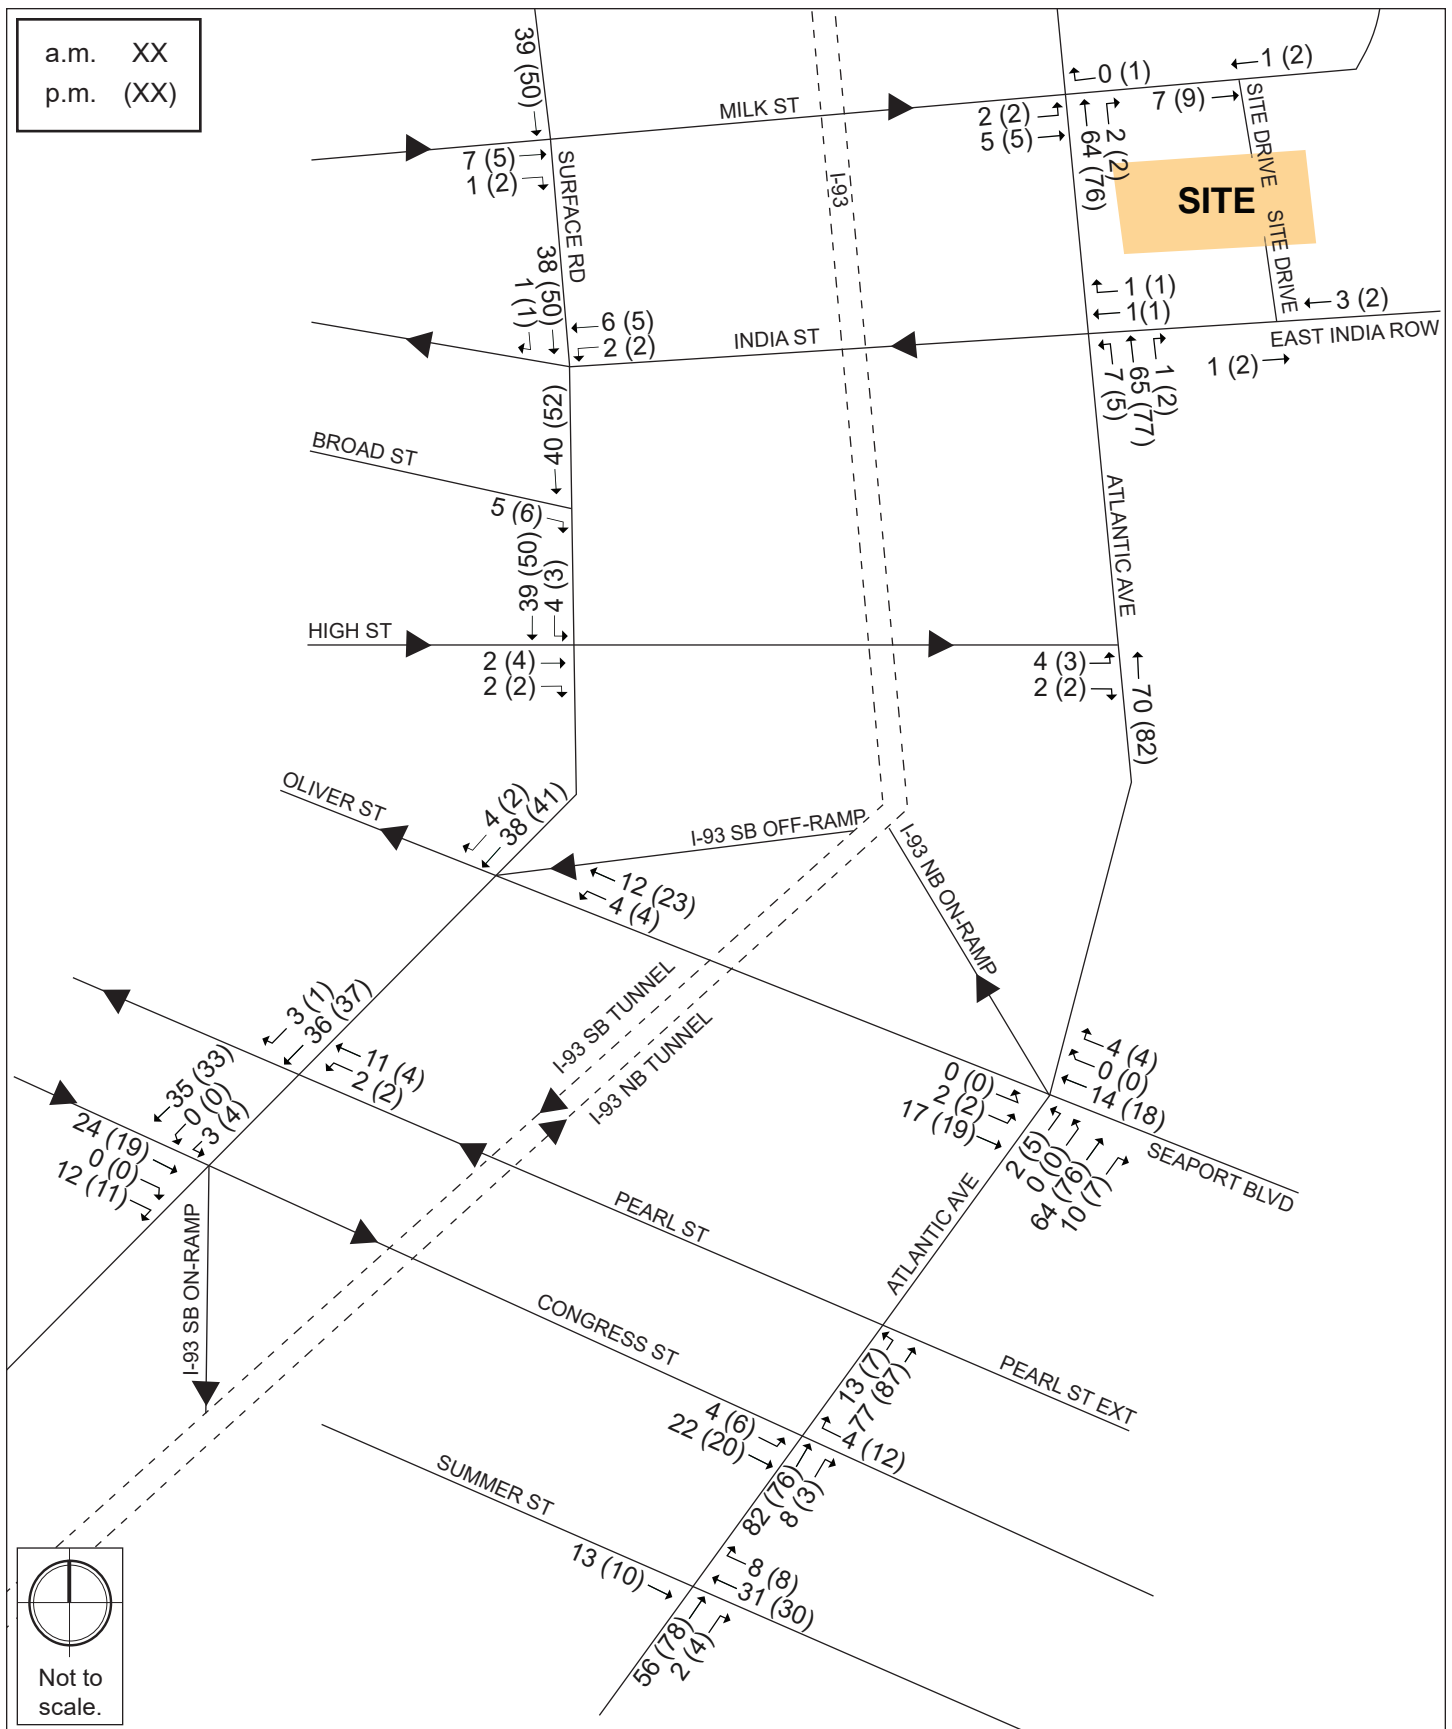 a.m. XX
p.m. (XX)
39 (50)
MILK ST
7 (5)
1 (2)
SURFACE RD
I-93
0 (1)
1 (2)
2 (2)
5 (5)
64 (76)
2 (2)
7 (9)
SITE DRIVE
SITE
SITE DRIVE
38 (50)
1 (1)
6 (5)
2 (2)
INDIA ST
1 (1)
1(1)
3 (2)
EAST INDIA ROW
1 (2)
7 (5)
65 (77)
1 (2)
40 (52)
BROAD ST
5 (6)
ATLANTIC AVE
39 (50)
4 (3)
HIGH ST
2 (4)
2 (2)
4 (3)
2 (2)
70 (82)
OLIVER ST
4 (2)
38 (41)
I-93 SB OFF-RAMP
I-93 NB ON-RAMP
12 (23)
4 (4)
I-93 SB TUNNEL
I-93 NB TUNNEL
3 (1)
36 (37)
11 (4)
2 (2)
35 (33)
0 (0)
3 (4)
24 (19)
0 (0)
12 (11)
I-93 SB ON-RAMP
4 (4)
0 (0)
14 (18)
0 (0)
2 (2)
17 (19)
2 (5)
0 (0)
64 (76)
10 (7)
SEAPORT BLVD
PEARL ST
ATLANTIC AVE
CONGRESS ST
13 (7)
77 (87)
PEARL ST EXT
4 (6)
22 (20)
4 (12)
82 (76)
8 (3)
SUMMER ST
13 (10)
8 (8)
31 (30)
56 (78)
2 (4)
Not to
scale.